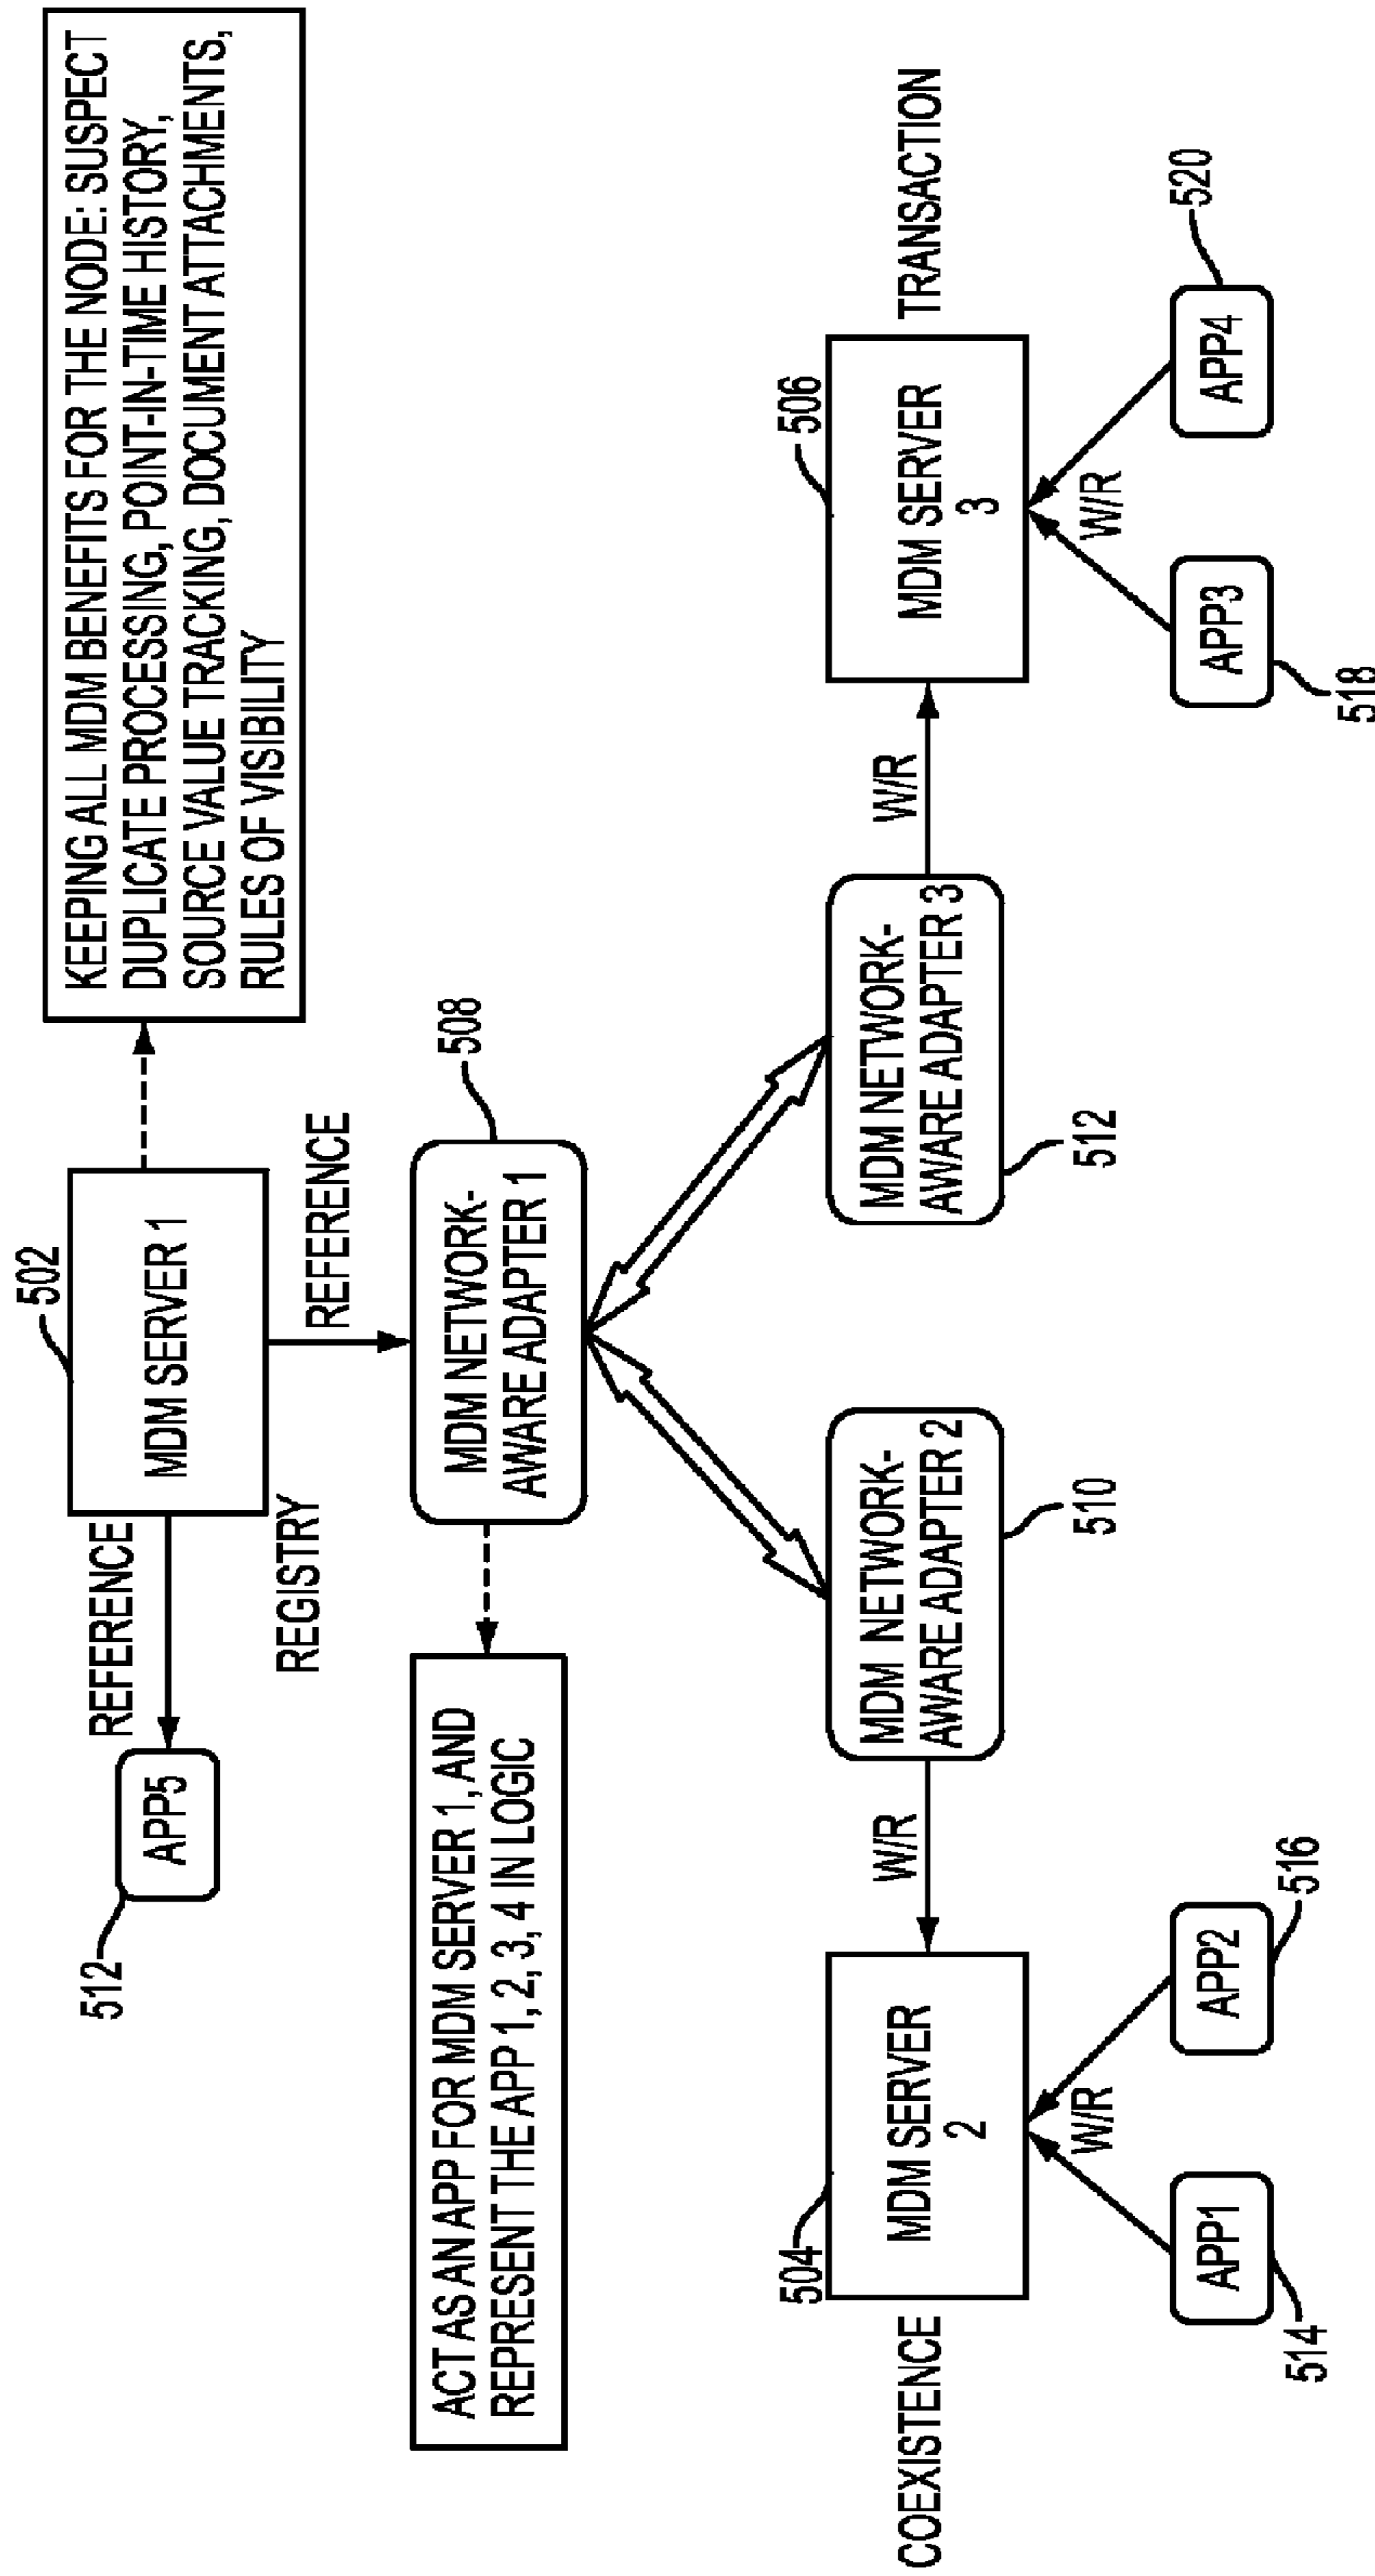 KEEPING ALL MDM BENEFITS FOR THE NODE: SUSPECT
DUPLICATE PROCESSING, POINT-IN-TIME HISTORY,
SOURCE VALUE TRACKING, DOCUMENT ATTACHMENTS,
RULES OF VISIBILITY
502
MDM SERVER 1
REFERENCE
APP5
512
REGISTRY
REFERENCE
508
MDM NETWORK-
AWARE ADAPTER 1
ACT AS AN APP FOR MDM SERVER 1, AND
REPRESENT THE APP 1, 2, 3, 4 IN LOGIC
COEXISTENCE
504
MDM SERVER
2
W/R
MDM NETWORK-
AWARE ADAPTER 2
510
MDM NETWORK-
AWARE ADAPTER 3
512
W/R
506
MDM SERVER
3
TRANSACTION
W/R
APP1
514
APP2
516
W/R
APP3
518
APP4
520